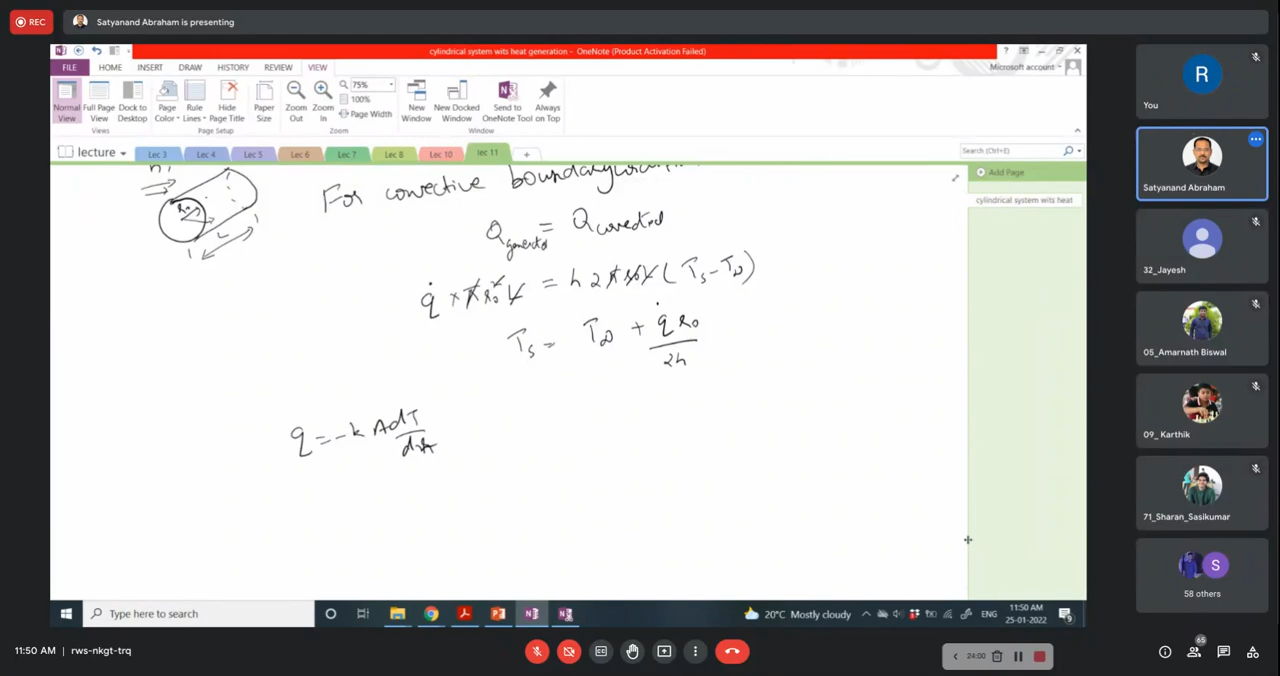 REC
Satyanand Abraham is presenting
cylindrical system wits heat generation - OneNote (Product Activation Failed)
FILE HOME INSERT DRAW HISTORY REVIEW VIEW
Microsoft account
75%
100%
Page Width
Normal View
Full Page View
Dock to Desktop
Page Color
Rule Lines
Hide Page Title
Paper Size
Zoom Out
Zoom In
New Window
New Docked Window
Send to OneNote Tool
Always on Top
Views
Page Setup
Zoom
Window
lecture
Lec 3 Lec 4 Lec 5 Lec 6 Lec 7 Lec 8 Lec 10 lec 11
Search (Ctrl+E)
Add Page
cylindrical system wits heat
For convective boundary
Q generated = Q convected
q̇ × π r₀² L = h 2 π r₀ L (Ts - T∞)
Ts = T∞ + q̇ r₀ / 2h
r₀
L
q = -k A dT / dr
Type here to search
20°C Mostly cloudy
ENG
11:50 AM
25-01-2022
11:50 AM | rws-nkgt-trq
24:00
65
R
You
Satyanand Abraham
32_Jayesh
05_Amarnath Biswal
09_ Karthik
71_Sharan_Sasikumar
S
58 others